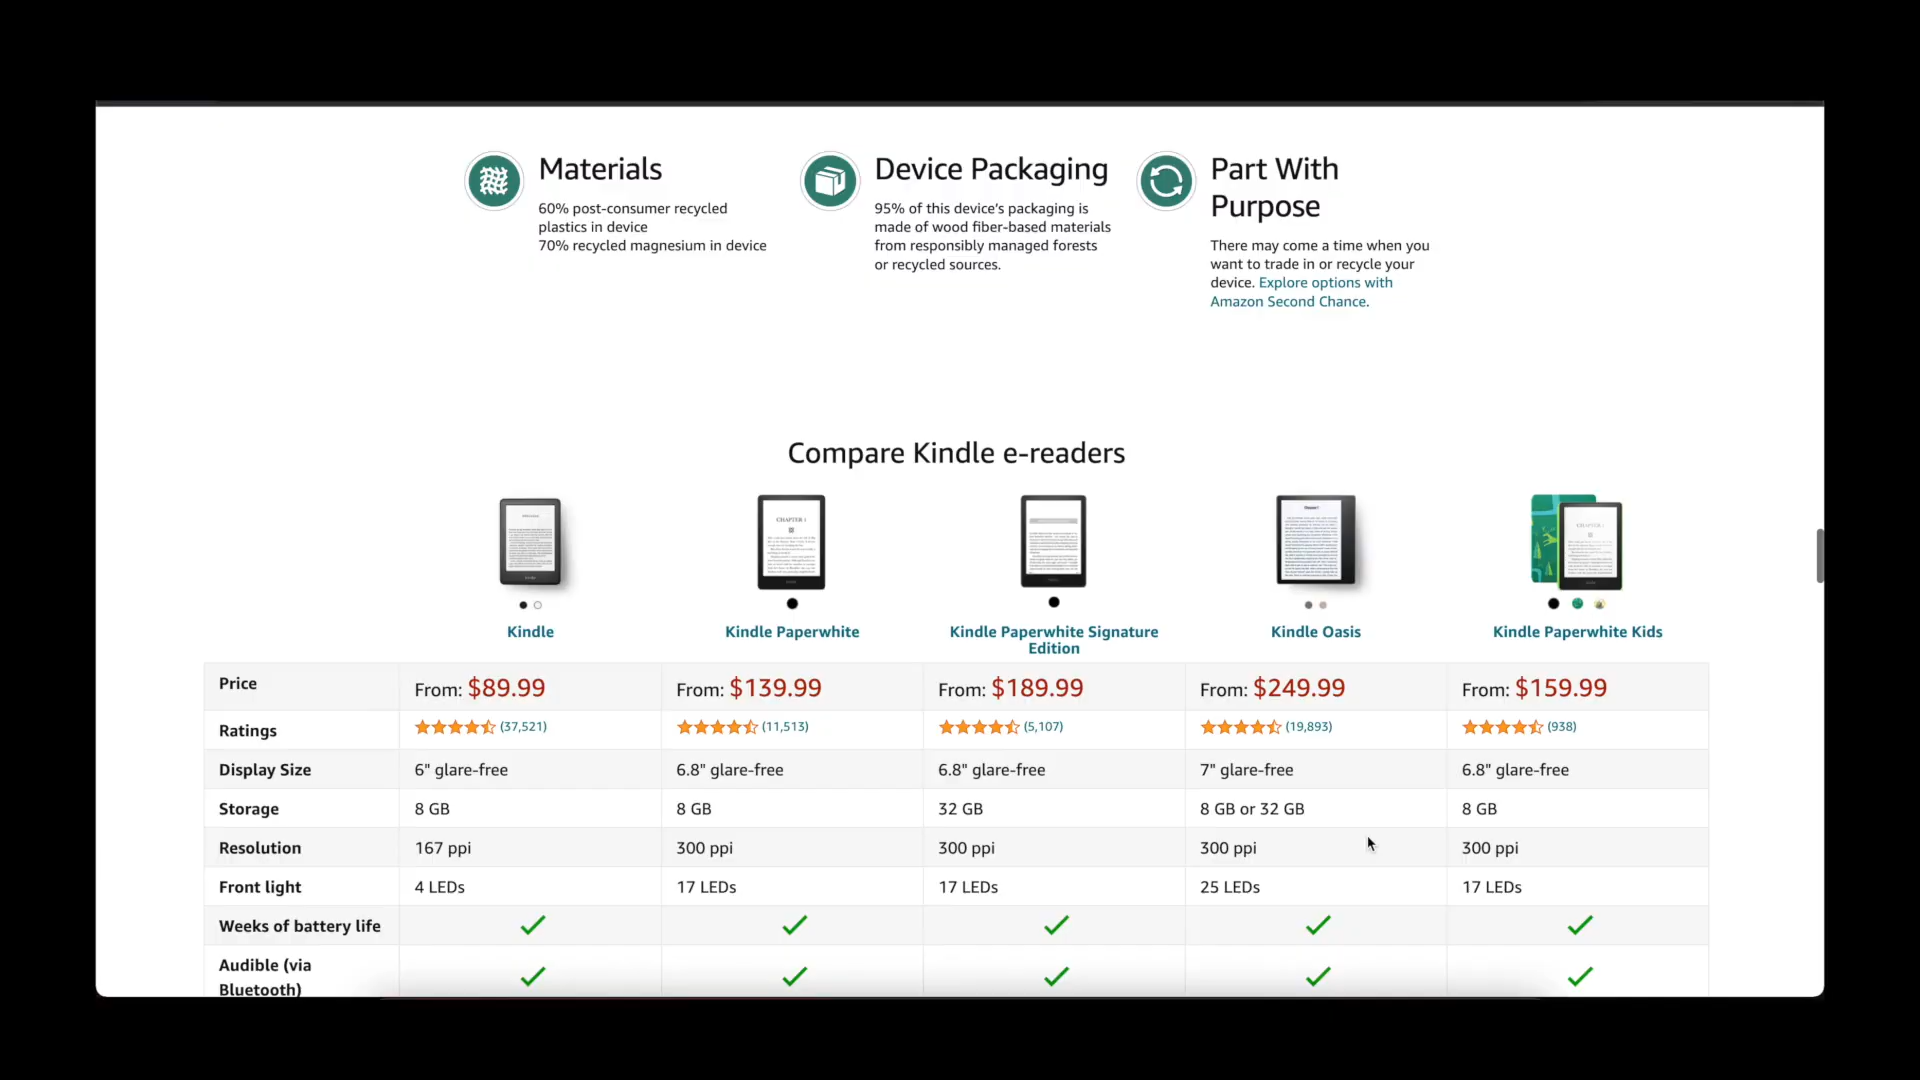 Materials
60% post-consumer recycled
plastics in device
70% recycled magnesium in device
Device Packaging
95% of this device’s packaging is
made of wood fiber-based materials
from responsibly managed forests
or recycled sources.
Part With
Purpose
There may come a time when you
want to trade in or recycle your
device. Explore options with
Amazon Second Chance.
Compare Kindle e-readers
CHAPTER 1
Kindle
Kindle Paperwhite
Kindle Paperwhite Signature
Edition
Kindle Oasis
Kindle Paperwhite Kids
Price From: $89.99 From: $139.99 From: $189.99 From: $249.99 From: $159.99
Ratings (37,521) (11,513) (5,107) (19,893) (938)
Display Size 6" glare-free 6.8" glare-free 6.8" glare-free 7" glare-free 6.8" glare-free
Storage 8 GB 8 GB 32 GB 8 GB or 32 GB 8 GB
Resolution 167 ppi 300 ppi 300 ppi 300 ppi 300 ppi
Front light 4 LEDs 17 LEDs 17 LEDs 25 LEDs 17 LEDs
Weeks of battery life
Audible (via
Bluetooth)